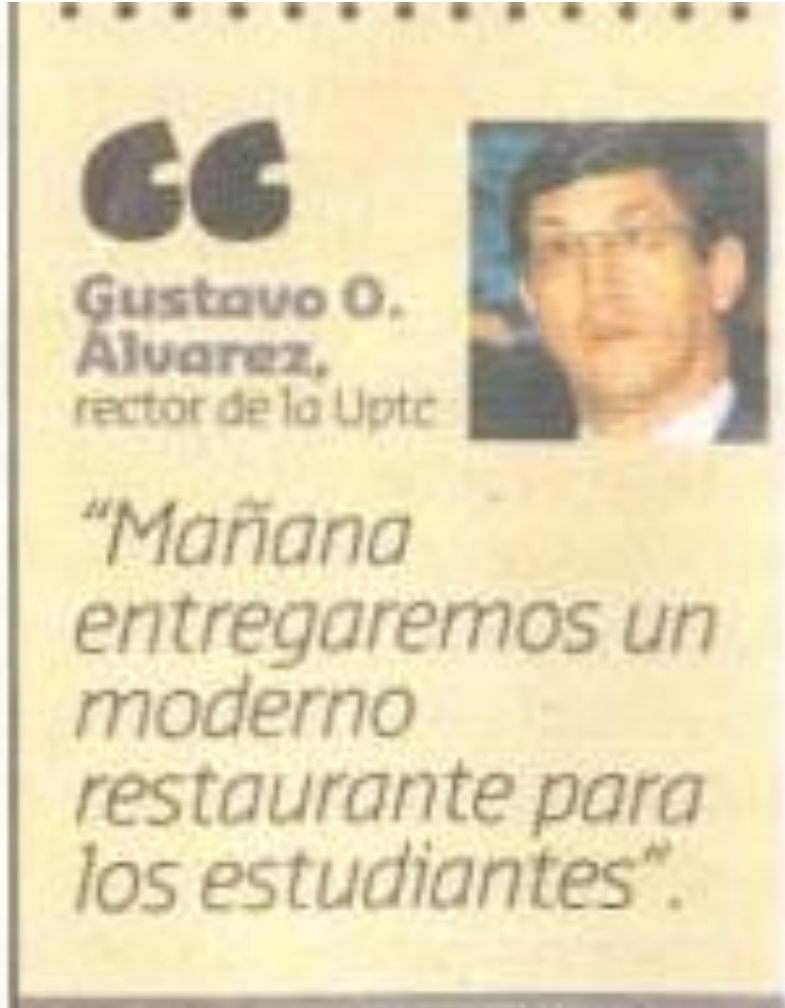 Gustavo O.
Álvarez,
rector de la Uptc
“Mañana
entregaremos un
moderno
restaurante para
los estudiantes”.